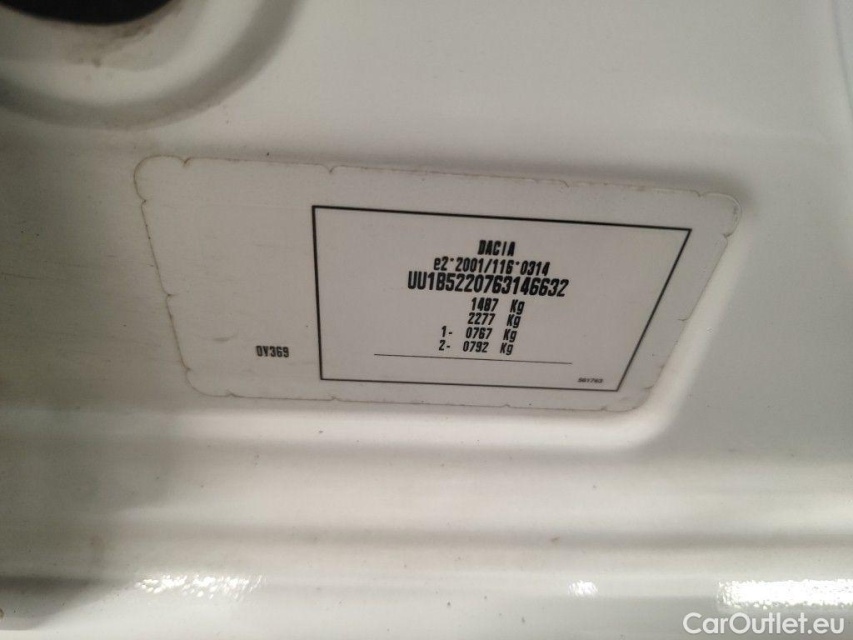 DACIA
e2*2001/116*0314
UU1B5220763146632
1487 Kg
2277 Kg
1- 0767 Kg
2- 0792 Kg
OV369
CarOutlet.eu